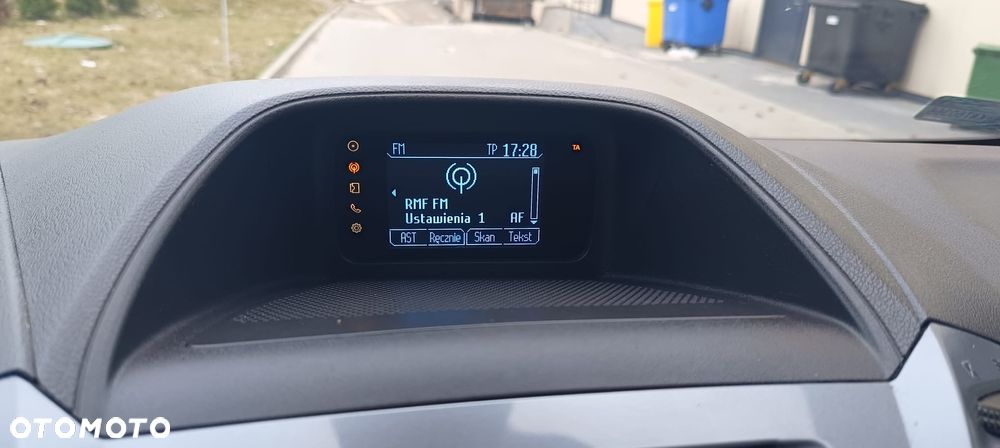 FM TP 17:28 TA
RMF FM
Ustawienia 1 AF
AST Ręcznie Skan Tekst
OTOMOTO